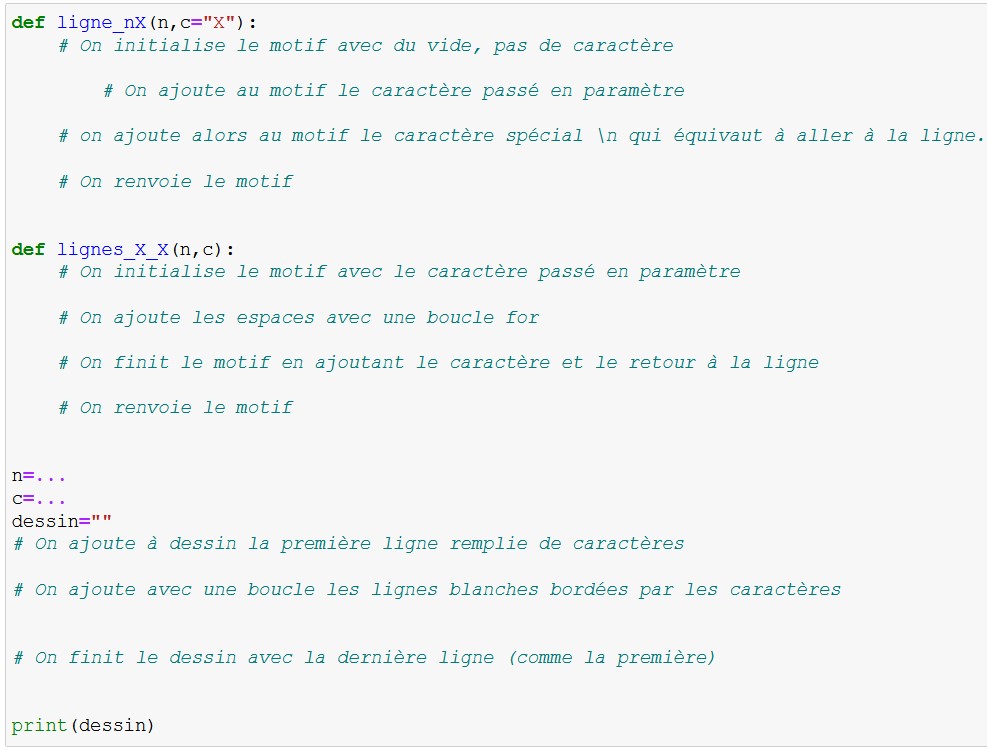 def ligne_nX(n,c="X"):
    # On initialise le motif avec du vide, pas de caractère
        # On ajoute au motif le caractère passé en paramètre
    # on ajoute alors au motif le caractère spécial \n qui équivaut à aller à la ligne.
    # On renvoie le motif
def lignes_X_X(n,c):
    # On initialise le motif avec le caractère passé en paramètre
    # On ajoute les espaces avec une boucle for
    # On finit le motif en ajoutant le caractère et le retour à la ligne
    # On renvoie le motif
n=...
c=...
dessin=""
# On ajoute à dessin la première ligne remplie de caractères
# On ajoute avec une boucle les lignes blanches bordées par les caractères
# On finit le dessin avec la dernière ligne (comme la première)
print(dessin)